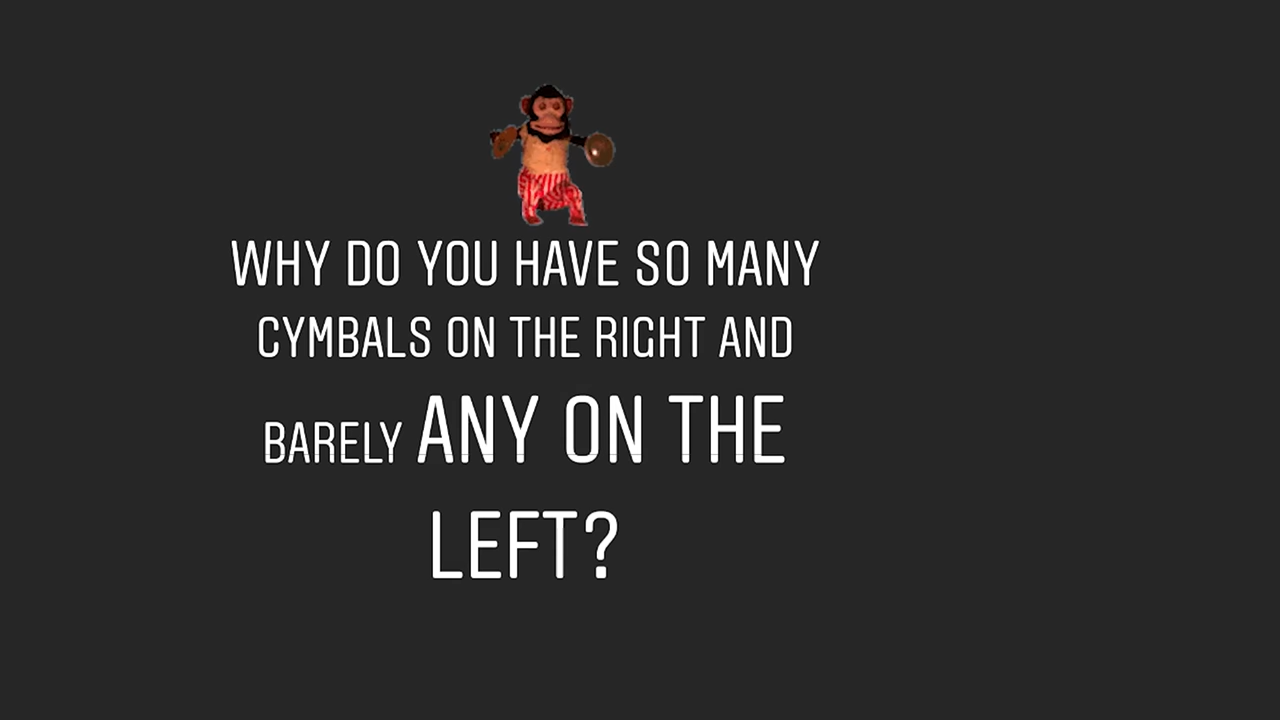 WHY DO YOU HAVE SO MANY
CYMBALS ON THE RIGHT AND
BARELY ANY ON THE
LEFT?